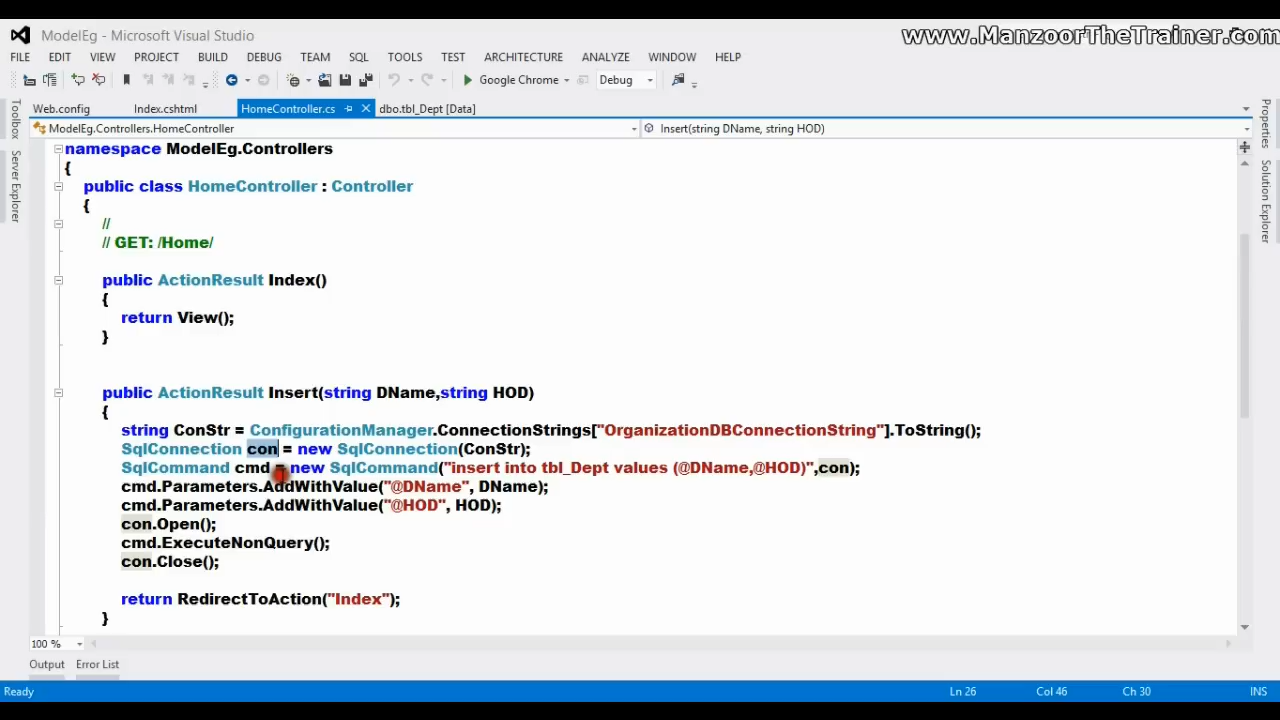 www.ManzoorTheTrainer.com
ModelEg - Microsoft Visual Studio
FILE EDIT VIEW PROJECT BUILD DEBUG TEAM SQL TOOLS TEST ARCHITECTURE ANALYZE WINDOW HELP
Google Chrome Debug
Web.config Index.cshtml HomeController.cs dbo.tbl_Dept [Data]
ModelEg.Controllers.HomeController Insert(string DName, string HOD)
Toolbox
Server Explorer
Properties
Solution Explorer
namespace ModelEg.Controllers
{
public class HomeController : Controller
{
//
// GET: /Home/
public ActionResult Index()
{
return View();
}
public ActionResult Insert(string DName,string HOD)
{
string ConStr = ConfigurationManager.ConnectionStrings["OrganizationDBConnectionString"].ToString();
SqlConnection con = new SqlConnection(ConStr);
SqlCommand cmd = new SqlCommand("insert into tbl_Dept values (@DName,@HOD)",con);
cmd.Parameters.AddWithValue("@DName", DName);
cmd.Parameters.AddWithValue("@HOD", HOD);
con.Open();
cmd.ExecuteNonQuery();
con.Close();
return RedirectToAction("Index");
}
100 %
Output Error List
Ready Ln 26 Col 46 Ch 30 INS